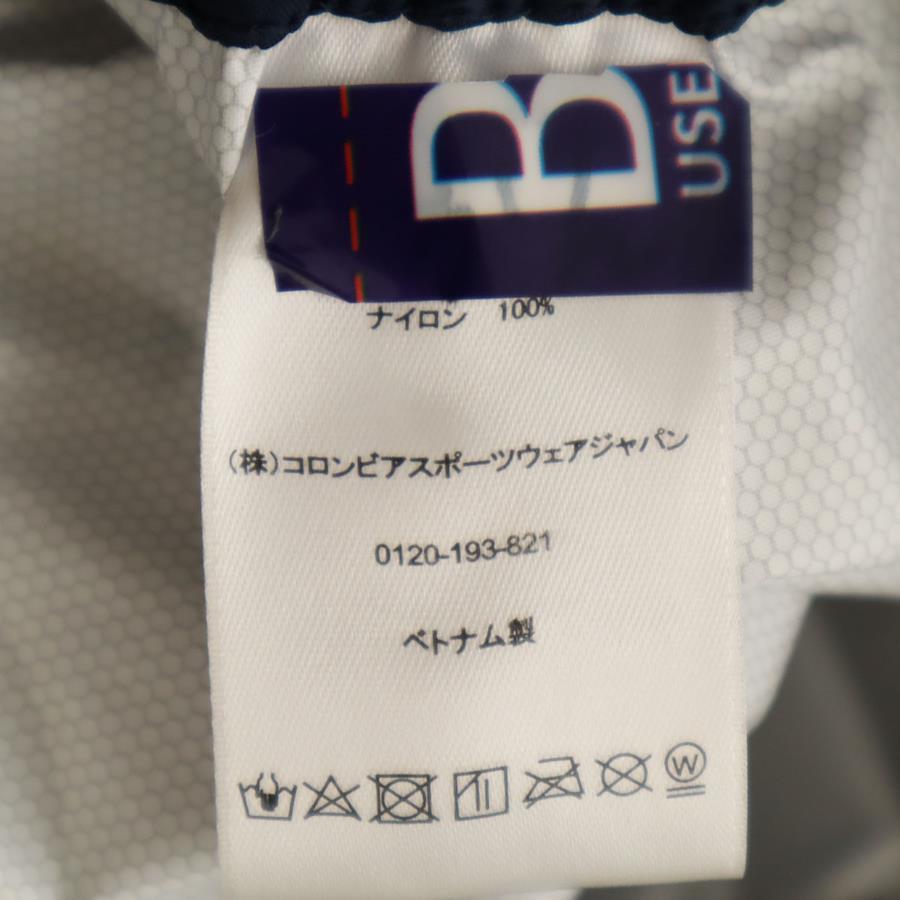 B
USE
ナイロン 100%
(株)コロンビアスポーツウェアジャパン
0120-193-821
ベトナム製
W